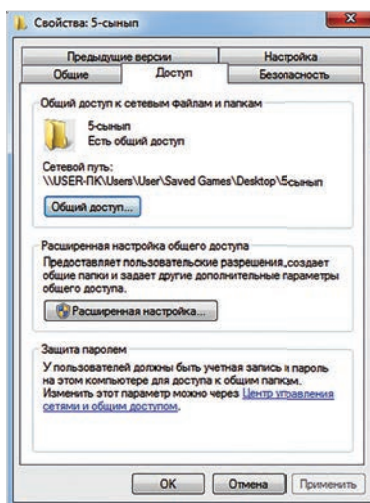 Свойства: 5-сынып
Предыдущие версии
Настройка
Общие
Доступ
Безопасность
Общий доступ к сетевым файлам и папкам
5-сынып
Есть общий доступ
Сетевой путь:
\\USER-ПК\Users\User\Saved Games\Desktop\5сынып
Общий доступ...
Расширенная настройка общего доступа
Предоставляет пользовательские разрешения,создает
общие папки и задает другие дополнительные параметры
общего доступа.
Расширенная настройка...
Защита паролем
У пользователей должны быть учетная запись и пароль
на этом компьютере для доступа к общим папкам.
Изменить этот параметр можно через Центр управления
сетями и общим доступом.
ОК
Отмена
Применить